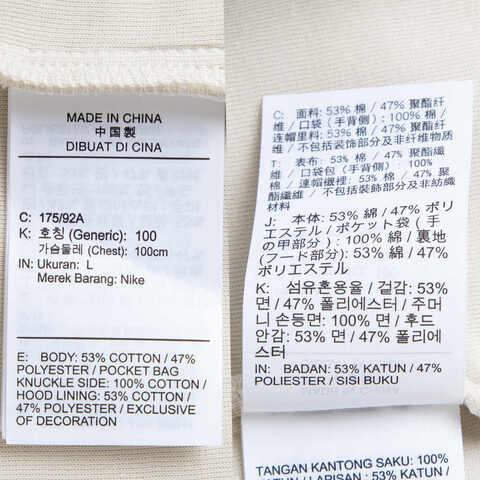 MADE IN CHINA
中国製
DIBUAT DI CINA
C: 175/92A
K: 호칭 (Generic): 100
가슴둘레 (Chest): 100cm
IN: Ukuran: L
Merek Barang: Nike
E: BODY: 53% COTTON / 47%
POLYESTER / POCKET BAG
KNUCKLE SIDE: 100% COTTON /
HOOD LINING: 53% COTTON /
47% POLYESTER / EXCLUSIVE
OF DECORATION
C: 面料: 53% 棉 / 47% 聚酯纤
维 / 口袋 (手背侧) : 100% 棉 /
连帽里料: 53% 棉 / 47% 聚酯纤
维 / 不包括装饰部分及非纤维物质
T: 表布: 53% 棉 / 47% 聚酯
纖維 / 口袋包 (手背側) : 100%
棉 / 連帽襯裡: 53% 棉 / 47% 聚酯
纖維 / 不包括裝飾部分及非紡織
材料
J: 本体: 53% 綿 / 47% ポリ
エステル / ポケット袋 (手
の甲部分) : 100% 綿 / 裏地
(フード部分): 53% 綿 / 47%
ポリエステル
K: 섬유혼용율 / 겉감: 53%
면 / 47% 폴리에스터 / 주머
니 손등면: 100% 면 / 후드
안감: 53% 면 / 47% 폴리에
스터
IN: BADAN: 53% KATUN / 47%
POLIESTER / SISI BUKU
TANGAN KANTONG SAKU: 100%
KATUN / LAPISAN : 53% KATUN /